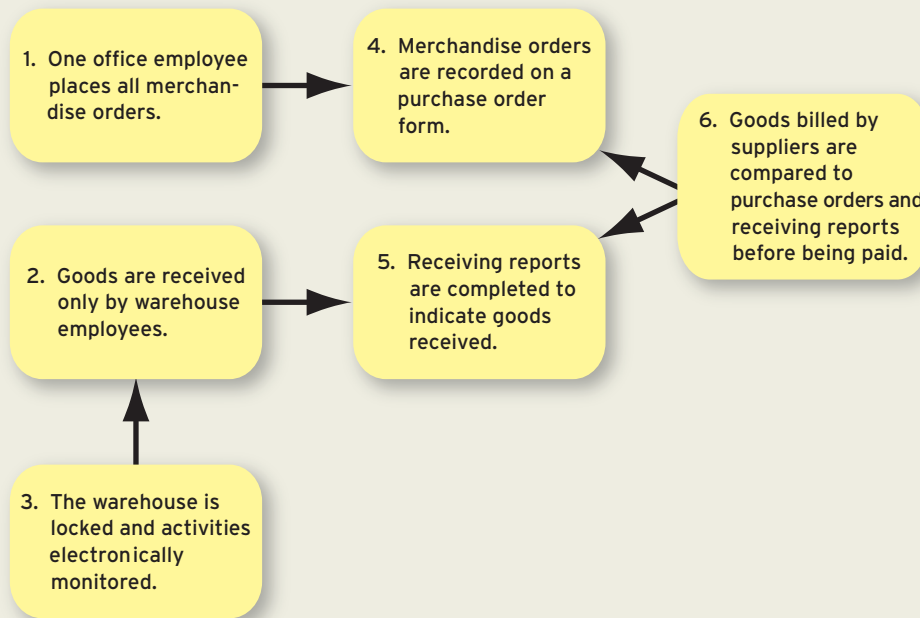 1. One office employee
places all merchan-
dise orders.
2. Goods are received
only by warehouse
employees.
3. The warehouse is
locked and activities
electronically
monitored.
4. Merchandise orders
are recorded on a
purchase order
form.
5. Receiving reports
are completed to
indicate goods
received.
6. Goods billed by
suppliers are
compared to
purchase orders and
receiving reports
before being paid.